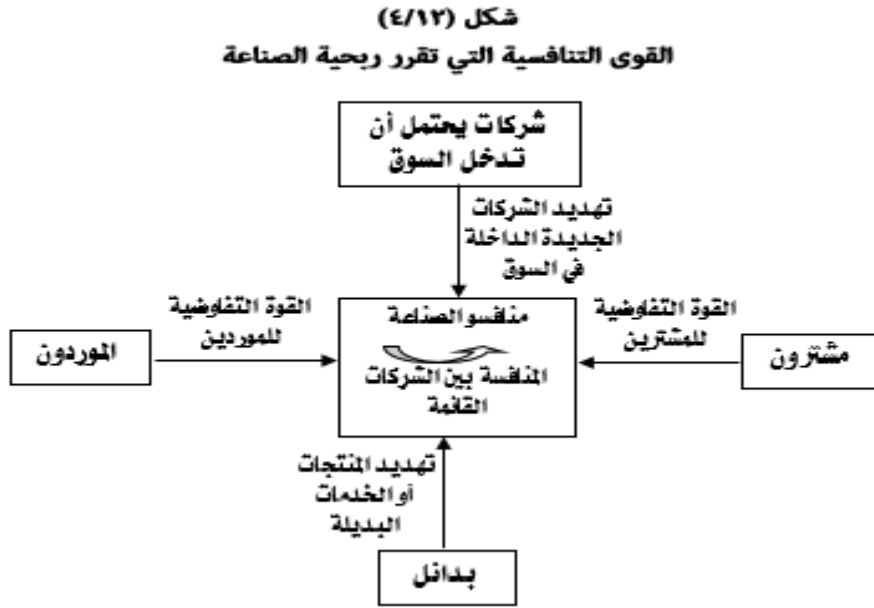 شكل (٤/١٢)
القوى التنافسية التي تقرر ربحية الصناعة
شركات يحتمل أن
تدخل السوق
تهديد الشركات
الجديدة الداخلة
في السوق
القوة التفاوضية
للمشترين
مشترون
منافسو الصناعة
المنافسة بين الشركات
القائمة
القوة التفاوضية
للموردين
الموردون
تهديد المنتجات
أو الخدمات
البديلة
بدائل